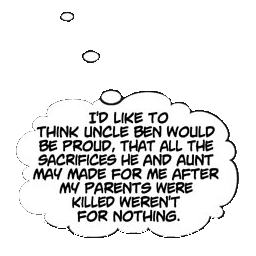 I'D LIKE TO
THINK UNCLE BEN WOULD
BE PROUD, THAT ALL THE
SACRIFICES HE AND AUNT
MAY MADE FOR ME AFTER
MY PARENTS WERE
KILLED WEREN'T
FOR NOTHING.